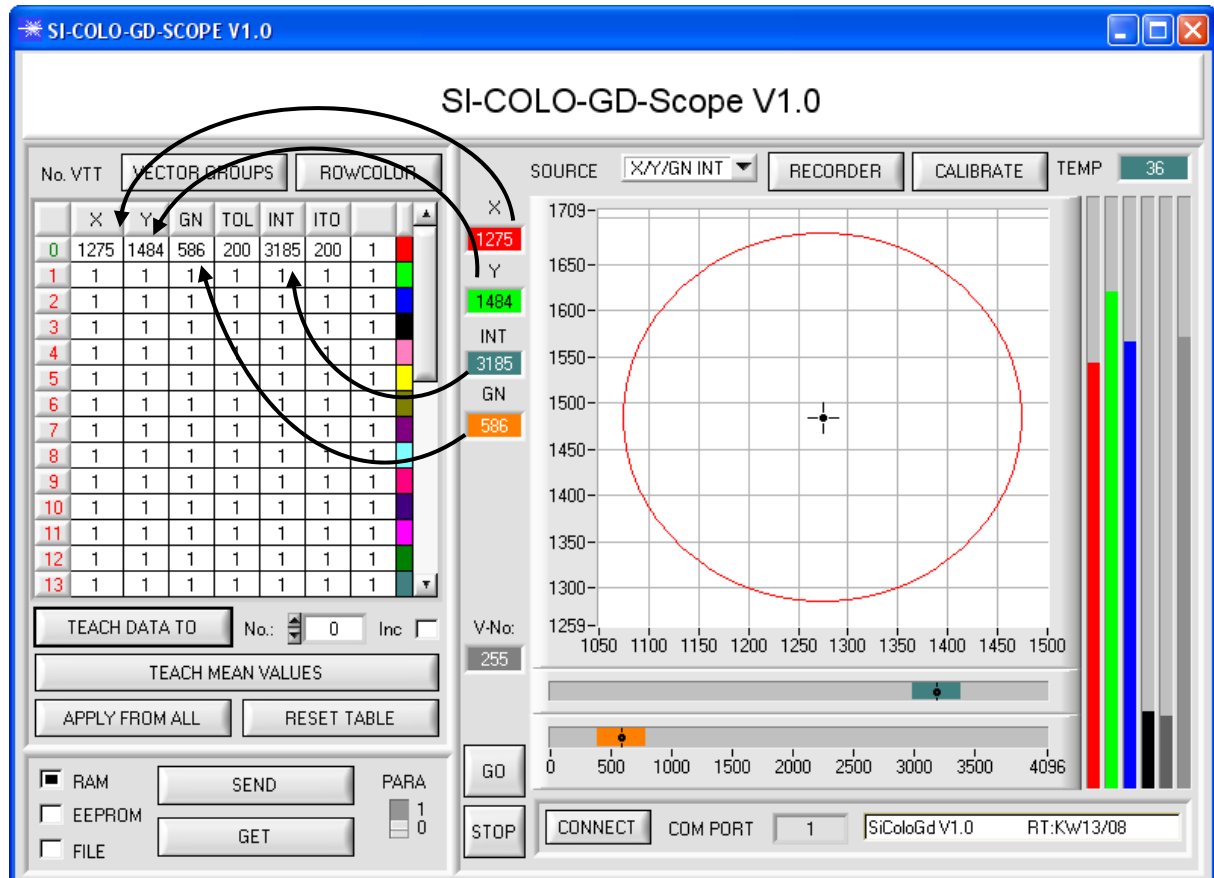 SI-COLO-GD-SCOPE V1.0
SI-COLO-GD-Scope V1.0
No. VTT VECTOR GROUPS ROWCOLOR
X Y GN TOL INT ITO
0 1275 1484 586 200 3185 200 1
1 1 1 1 1 1 1 1
2 1 1 1 1 1 1 1
3 1 1 1 1 1 1 1
4 1 1 1 1 1 1 1
5 1 1 1 1 1 1 1
6 1 1 1 1 1 1 1
7 1 1 1 1 1 1 1
8 1 1 1 1 1 1 1
9 1 1 1 1 1 1 1
10 1 1 1 1 1 1 1
11 1 1 1 1 1 1 1
12 1 1 1 1 1 1 1
13 1 1 1 1 1 1 1
TEACH DATA TO No.: 0 Inc
TEACH MEAN VALUES
APPLY FROM ALL RESET TABLE
RAM
EEPROM
FILE
SEND
GET
PARA
1
0
X
1275
Y
1484
INT
3185
GN
586
V-No:
255
GO
STOP
SOURCE X/Y/GN INT RECORDER CALIBRATE TEMP 36
1709
1650
1600
1550
1500
1450
1400
1350
1300
1259
1050 1100 1150 1200 1250 1300 1350 1400 1450 1500
0 500 1000 1500 2000 2500 3000 3500 4096
CONNECT COM PORT 1 SiColoGd V1.0 RT:KW13/08